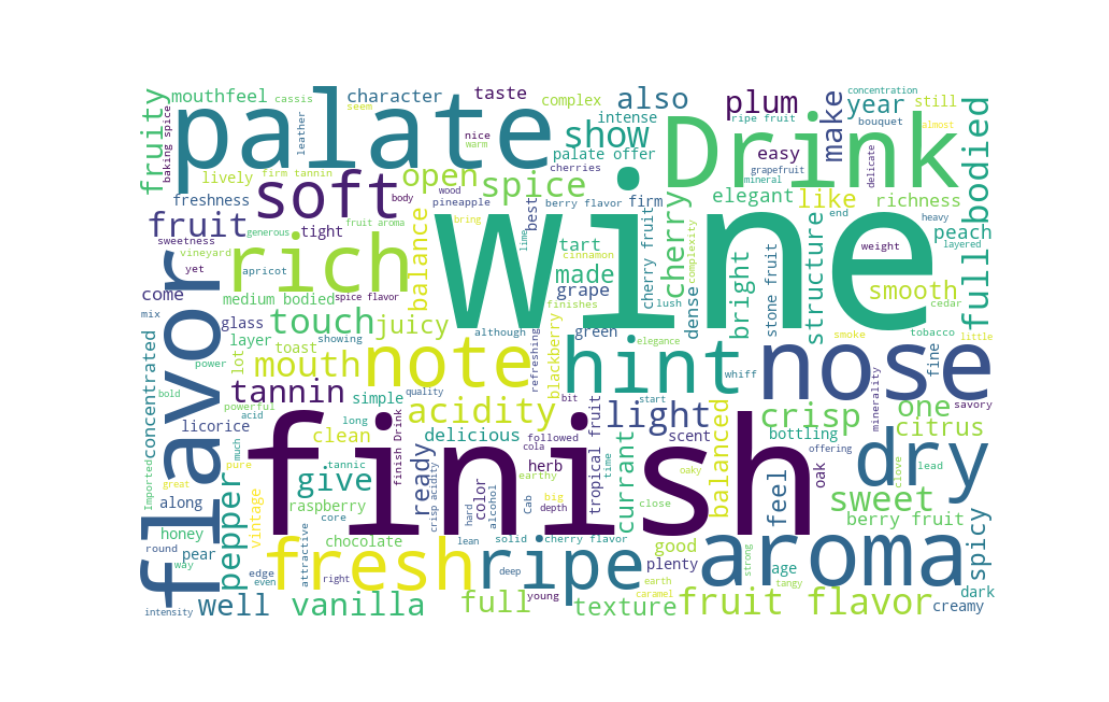 fruity
mouthfeel
cassis
character
taste
complex
also
plum
make
year
still
concentration
bouquet
almost
baking spice
palate
seem
leather
nice
warm
intense
show
palate offer
cherries
Drink
ripe fruit
easy
grapefruit
mineral
delicate
full bodied
lively
firm tannin
soft
body
open
spice
wood
pineapple
berry flavor
best
firm
elegant
like
richness
freshness
fruit
generous
fruit aroma
tight
balance
bring
lime
wine
tart
cinnamon
cherry fruit
cherry
complexity
bright
stone fruit
structure
end
heavy
weight
peach
layered
sweetness
vineyard
yet
apricot
rich
made
grape
finishes
lush
dense
smooth
cedar
come
medium bodied
spice flavor
mix
glass
touch
juicy
although
refreshing
green
elegance
smoke
tobacco
little
showing
layer
lot
toast
power
concentrated
flavor
mouth
note
blackberry
hint
whiff
nose
minerality
fine
savory
bold
tannin
simple
quality
bit
start
powerful
acid
long
acidity
light
balanced
crisp
one
citrus
licorice
much
clean
delicious
followed
cola
tropical fruit
scent
bottling
offering
Imported
pure
great
tannic
finish Drink
ready
crisp acidity
herb
earthy
time
currant
oaky
finish
feel
oak
dry
clove
lead
along
pepper
vintage
give
raspberry
core
color
hard
alcohol
Cab
big
depth
close
sweet
berry fruit
spicy
honey
chocolate
lean
solid
cherry flavor
good
strong
round
pear
way
edge
even
attractive
fresh
right
deep
ripe
plenty
earth
aroma
age
tangy
dark
intensity
well
vanilla
full
young
texture
caramel
fruit flavor
creamy